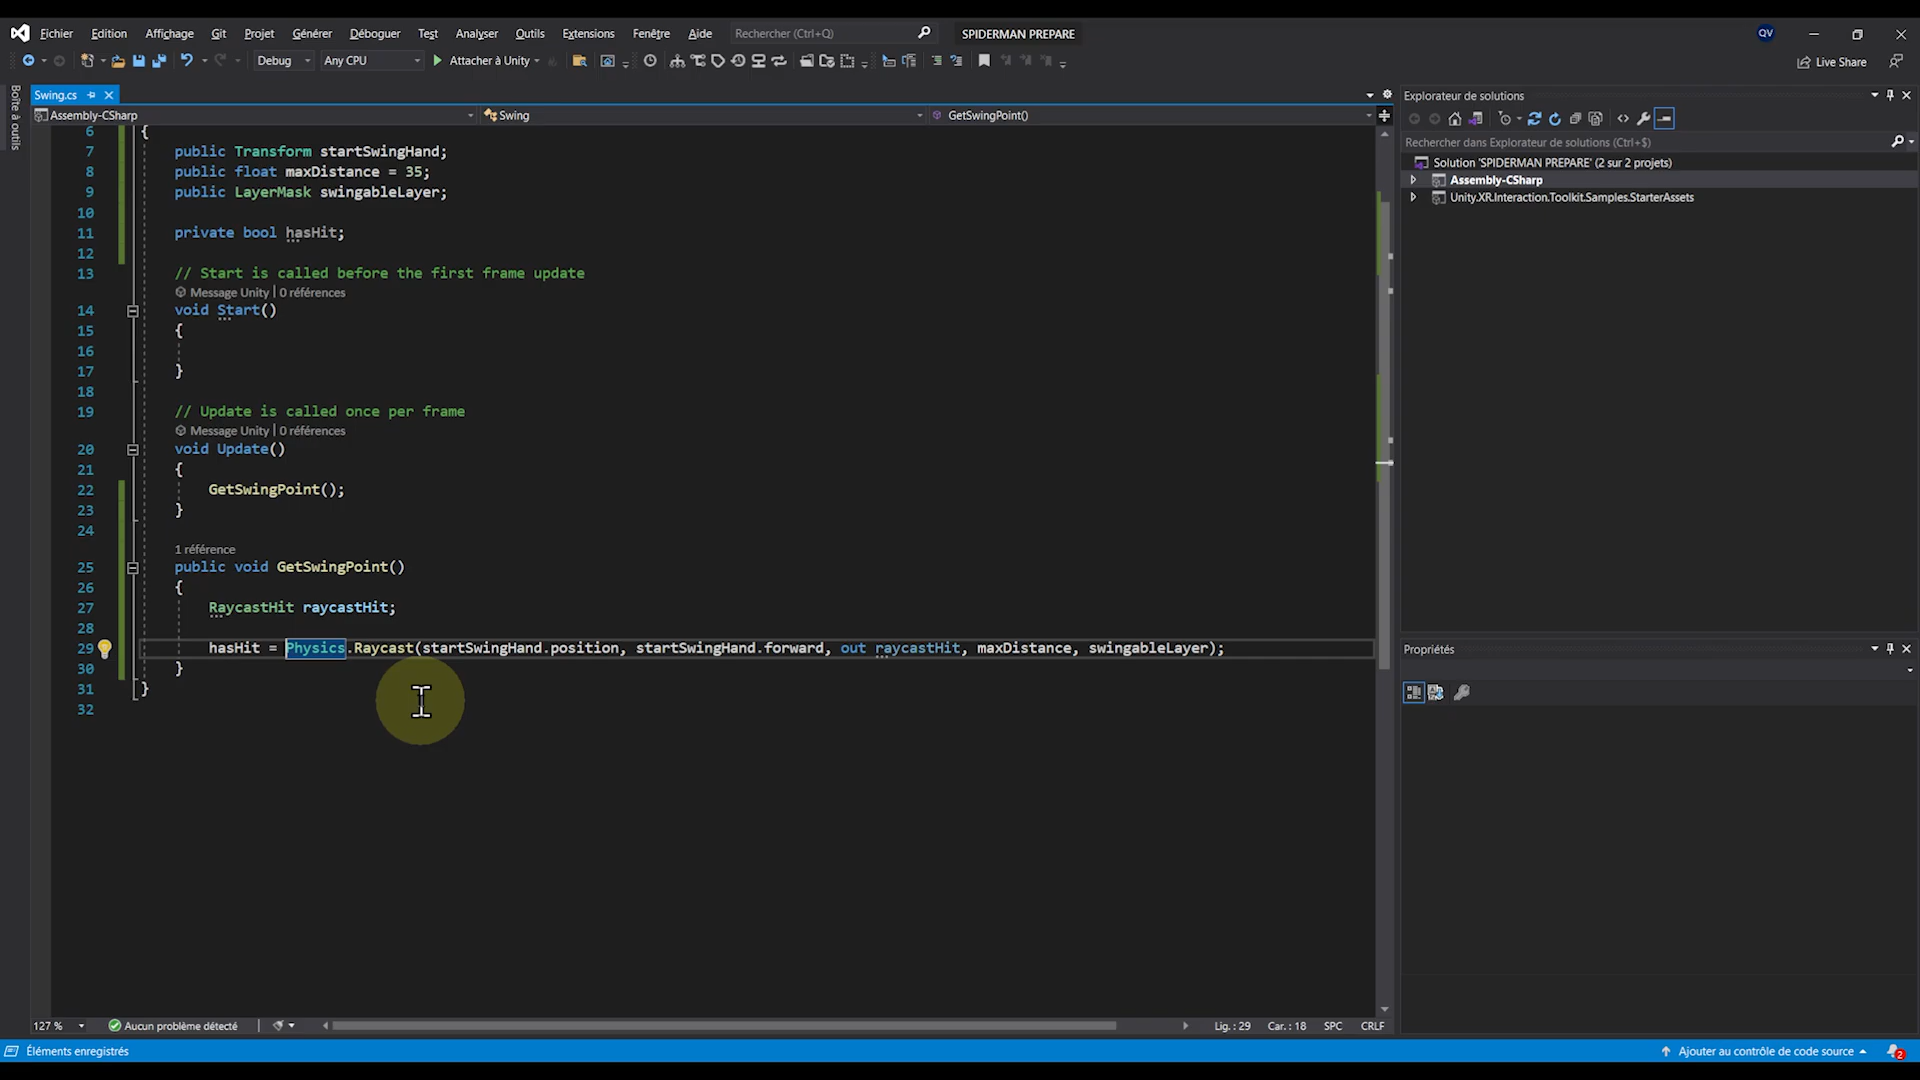 Fichier Edition Affichage Git Projet Générer Déboguer Test Analyser Outils Extensions Fenêtre Aide Rechercher (Ctrl+Q) SPIDERMAN PREPARE QV
Debug Any CPU Attacher à Unity Live Share
Boîte à outils
Swing.cs
Assembly-CSharp Swing GetSwingPoint()
6 {
7 public Transform startSwingHand;
8 public float maxDistance = 35;
9 public LayerMask swingableLayer;
10
11 private bool hasHit;
12
13 // Start is called before the first frame update
Message Unity | 0 références
14 void Start()
15 {
16
17 }
18
19 // Update is called once per frame
Message Unity | 0 références
20 void Update()
21 {
22 GetSwingPoint();
23 }
24
1 référence
25 public void GetSwingPoint()
26 {
27 RaycastHit raycastHit;
28
29 hasHit = Physics.Raycast(startSwingHand.position, startSwingHand.forward, out raycastHit, maxDistance, swingableLayer);
30 }
31 }
32
127 % Aucun problème détecté Lig. : 29 Car. : 18 SPC CRLF
Explorateur de solutions
Rechercher dans Explorateur de solutions (Ctrl+$)
Solution 'SPIDERMAN PREPARE' (2 sur 2 projets)
Assembly-CSharp
Unity.XR.Interaction.Toolkit.Samples.StarterAssets
Propriétés
Éléments enregistrés Ajouter au contrôle de code source 2